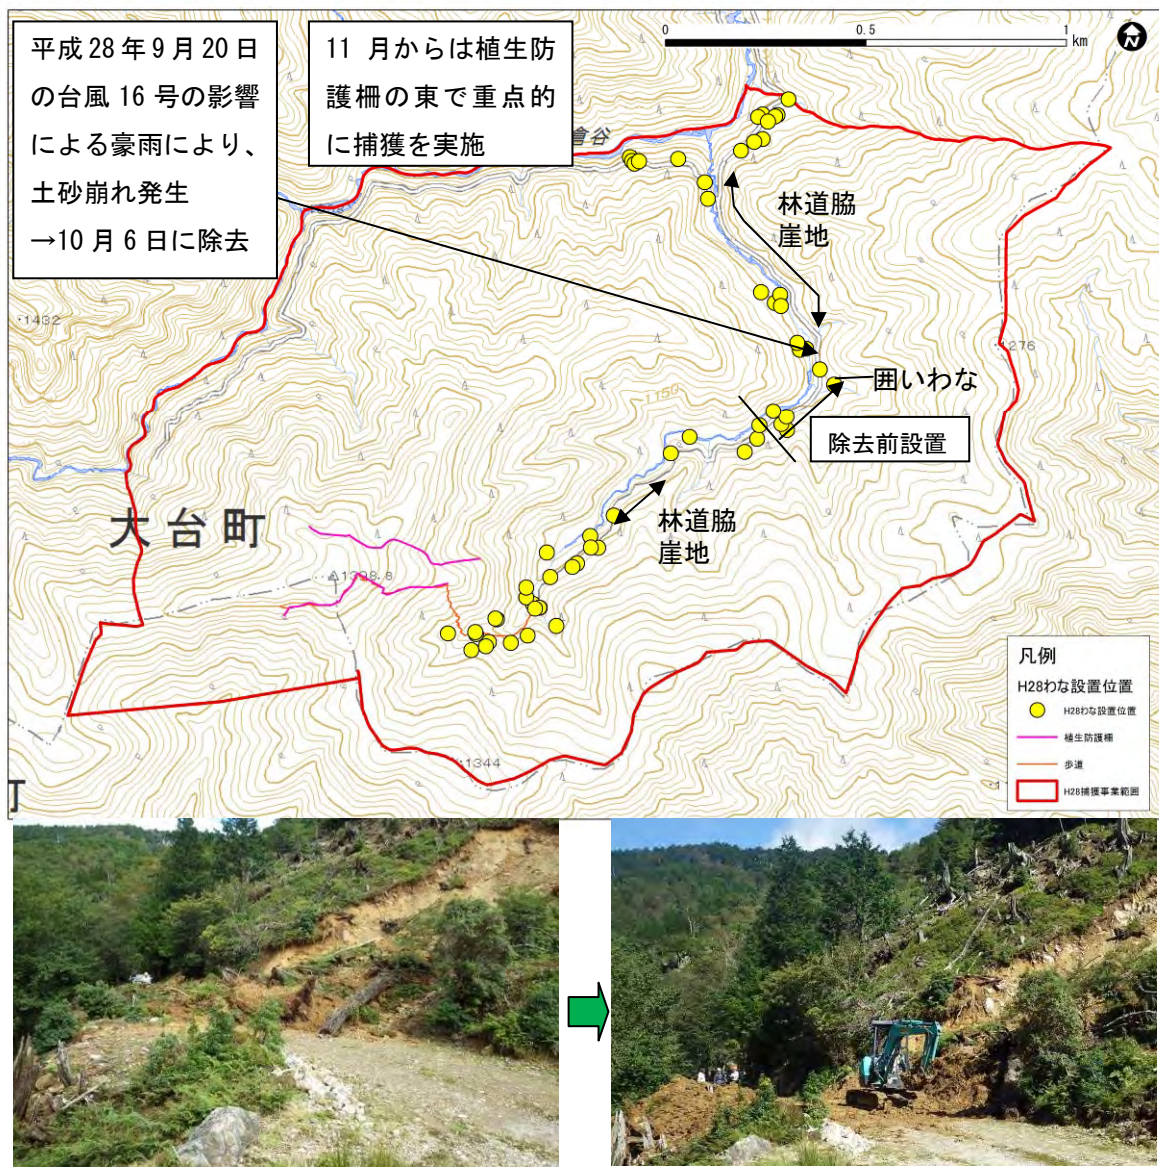 平成28年9月20日
の台風16号の影響
による豪雨により、
土砂崩れ発生
→10月6日に除去
11 月からは植生防
護柵の東で重点的
に捕獲を実施
0 0.5 1
km
N
谷
林道脇
崖地
・1432
・1276
1150
囲いわな
除去前設置
大台町
林道脇
崖地
△1398.8
・1344
町
凡例
H28わな設置位置
H28わな設置位置
植生防護柵
歩道
H28捕獲事業範囲